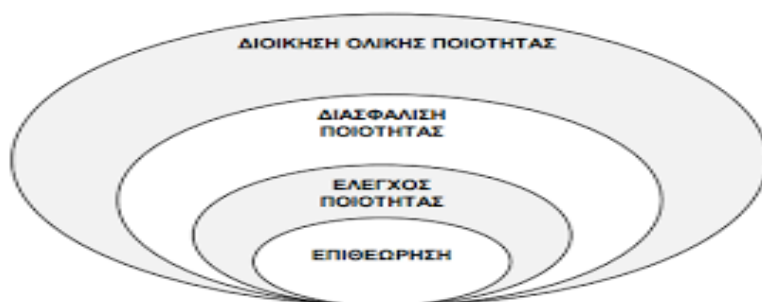 ΔΙΟΙΚΗΣΗ ΟΛΙΚΗΣ ΠΟΙΟΤΗΤΑΣ
ΔΙΑΣΦΑΛΙΣΗ
ΠΟΙΟΤΗΤΑΣ
ΕΛΕΓΧΟΣ
ΠΟΙΟΤΗΤΑΣ
ΕΠΙΘΕΩΡΗΣΗ